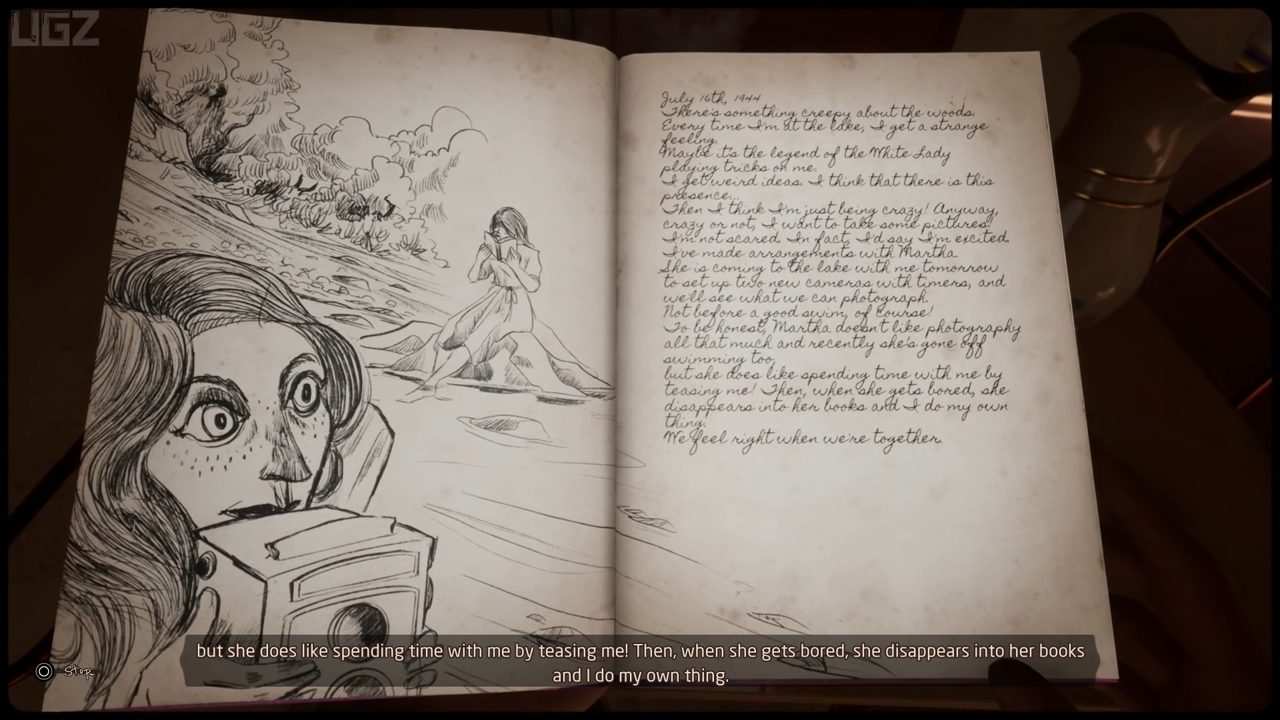 UGZ
July 16th, 1944
There's something creepy about the woods.
Every time I'm at the lake, I get a strange
feeling.
Maybe it's the legend of the White Lady
playing tricks on me.
I get weird ideas. I think that there is this
presence...
Then I think I'm just being crazy! Anyway,
crazy or not, I want to take some pictures.
I'm not scared. In fact, I'd say I'm excited.
I've made arrangements with Martha.
She is coming to the lake with me tomorrow
to set up two new cameras with timers, and
we'll see what we can photograph.
Not before a good swim, of course!
To be honest, Martha doesn't like photography
all that much and recently she's gone off
swimming too,
but she does like spending time with me by
teasing me! Then, when she gets bored, she
disappears into her books and I do my own
thing.
We feel right when we're together.
Stop
but she does like spending time with me by teasing me! Then, when she gets bored, she disappears into her books
and I do my own thing.